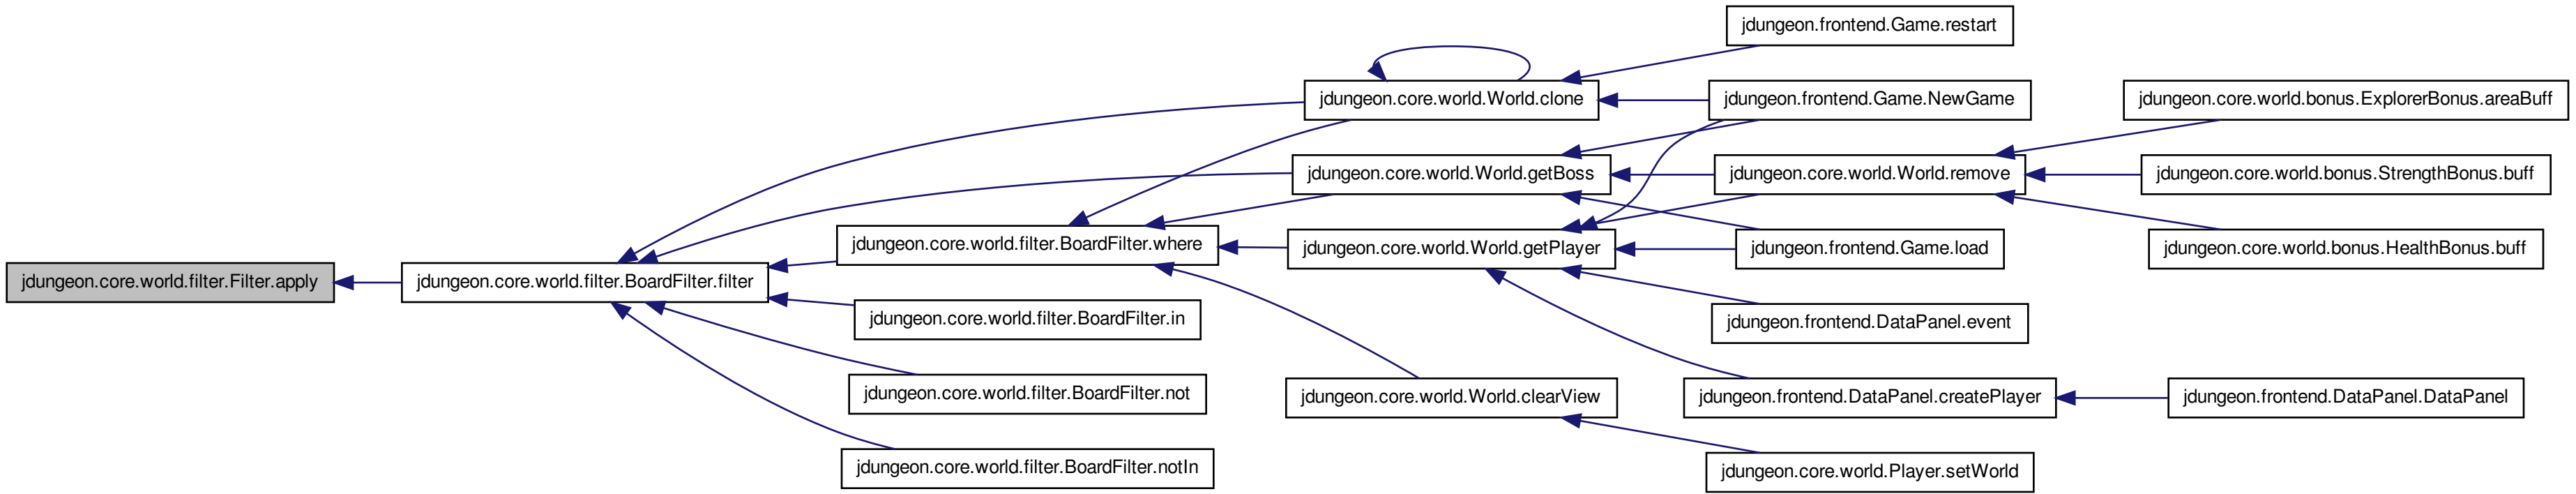 jdungeon.core.world.filter.Filter.apply
jdungeon.core.world.filter.BoardFilter.filter
jdungeon.core.world.filter.BoardFilter.where
jdungeon.core.world.filter.BoardFilter.in
jdungeon.core.world.filter.BoardFilter.not
jdungeon.core.world.filter.BoardFilter.notIn
jdungeon.core.world.World.clone
jdungeon.core.world.World.getBoss
jdungeon.core.world.World.getPlayer
jdungeon.core.world.World.clearView
jdungeon.frontend.Game.restart
jdungeon.frontend.Game.NewGame
jdungeon.core.world.World.remove
jdungeon.frontend.Game.load
jdungeon.frontend.DataPanel.event
jdungeon.frontend.DataPanel.createPlayer
jdungeon.core.world.Player.setWorld
jdungeon.core.world.bonus.ExplorerBonus.areaBuff
jdungeon.core.world.bonus.StrengthBonus.buff
jdungeon.core.world.bonus.HealthBonus.buff
jdungeon.frontend.DataPanel.DataPanel